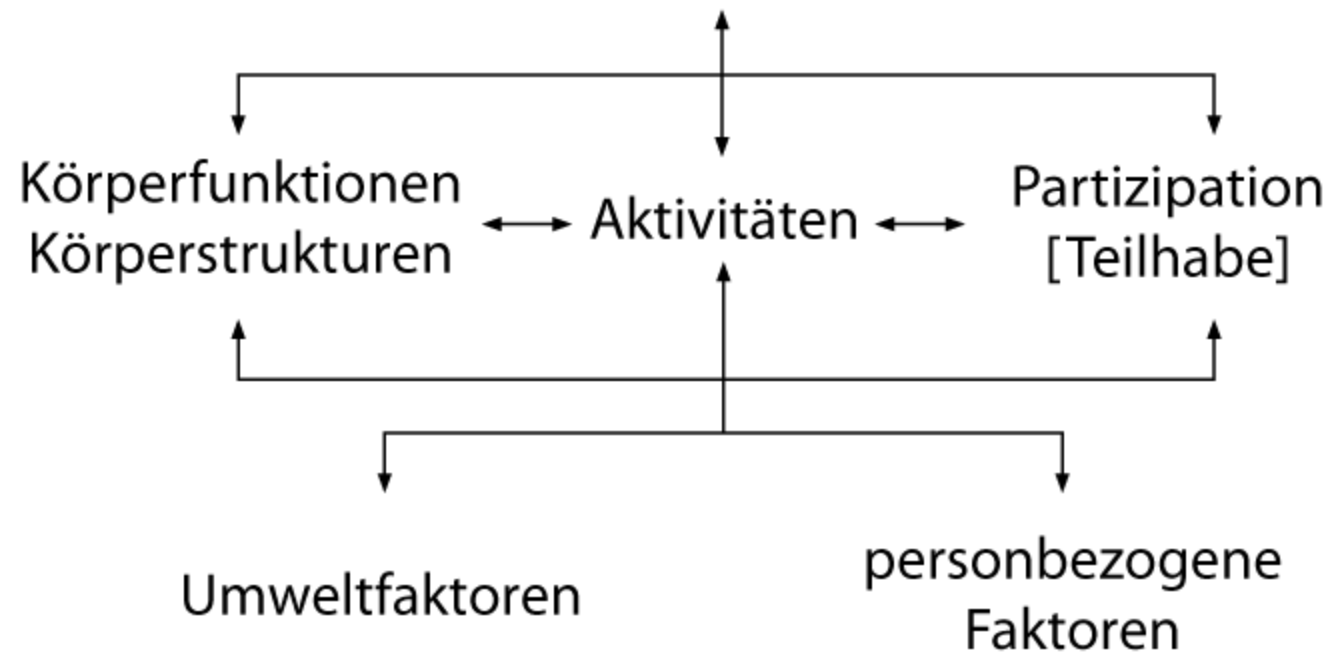 Körperfunktionen
Körperstrukturen
Aktivitäten
Partizipation
[Teilhabe]
Umweltfaktoren
personbezogene
Faktoren